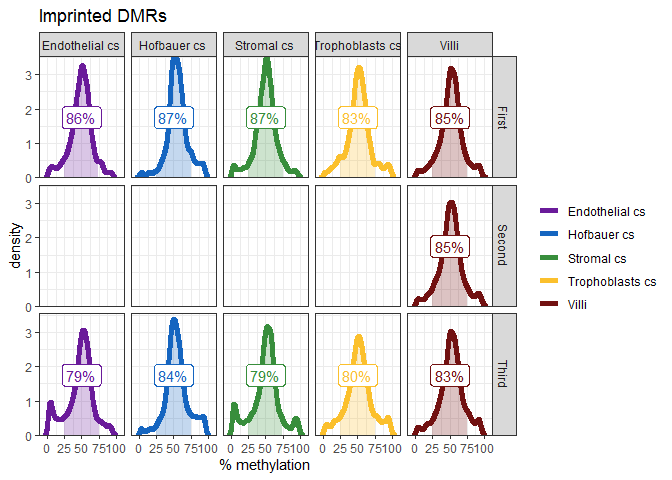 Imprinted DMRs
Endothelial cs Hofbauer cs Stromal cs Trophoblasts cs Villi
3
2
1
0
86% 87% 87% 83% 85%
First
3
2
1
0
85%
Second
3
2
1
0
79% 84% 79% 80% 83%
Third
0 25 50 75 100 0 25 50 75 100 0 25 50 75 100 0 25 50 75 100 0 25 50 75 100
% methylation
density
Endothelial cs
Hofbauer cs
Stromal cs
Trophoblasts cs
Villi